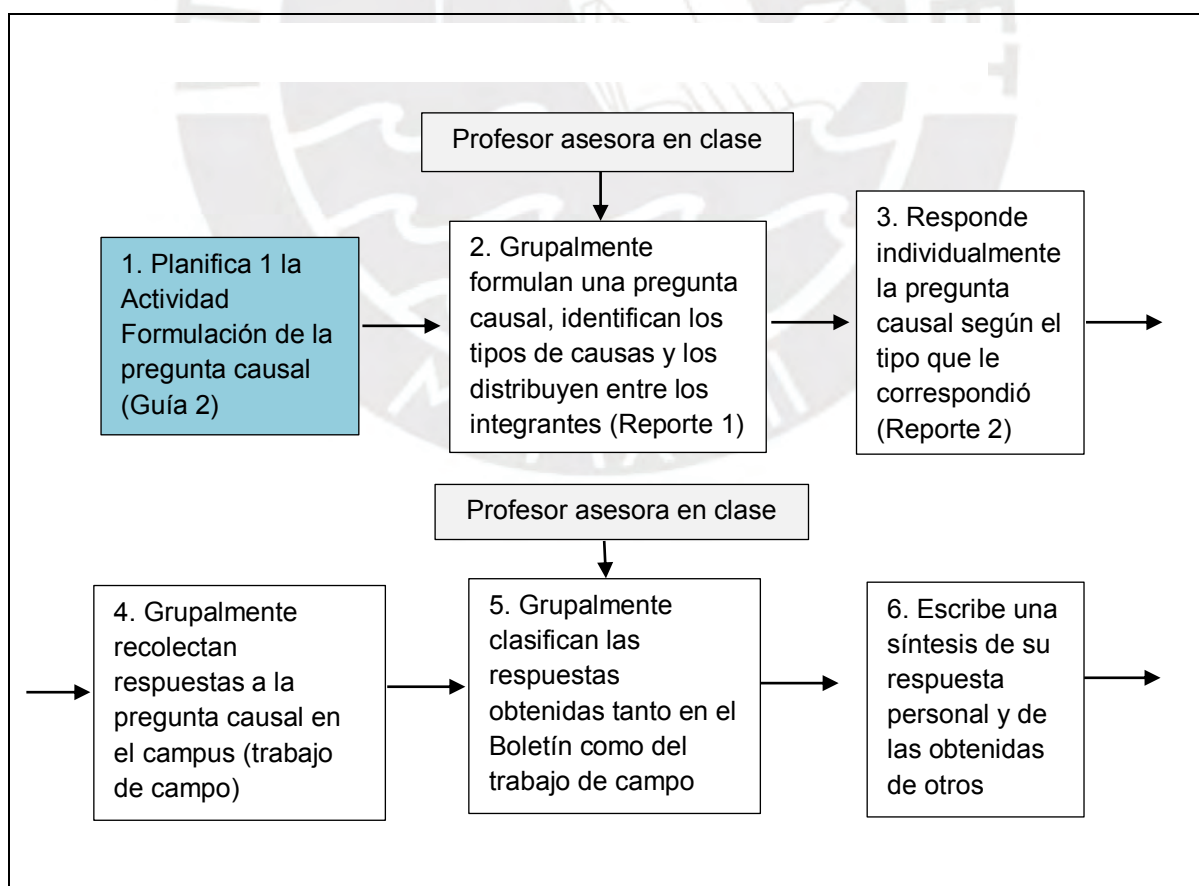 Profesor asesora en clase
1. Planifica 1 la
Actividad
Formulación de la
pregunta causal
(Guía 2)
2. Grupalmente
formulan una pregunta
causal, identifican los
tipos de causas y los
distribuyen entre los
integrantes (Reporte 1)
3. Responde
individualmente
la pregunta
causal según el
tipo que le
correspondió
(Reporte 2)
Profesor asesora en clase
4. Grupalmente
recolectan
respuestas a la
pregunta causal en
el campus (trabajo
de campo)
5. Grupalmente
clasifican las
respuestas
obtenidas tanto en el
Boletín como del
trabajo de campo
6. Escribe una
síntesis de su
respuesta
personal y de
las obtenidas
de otros